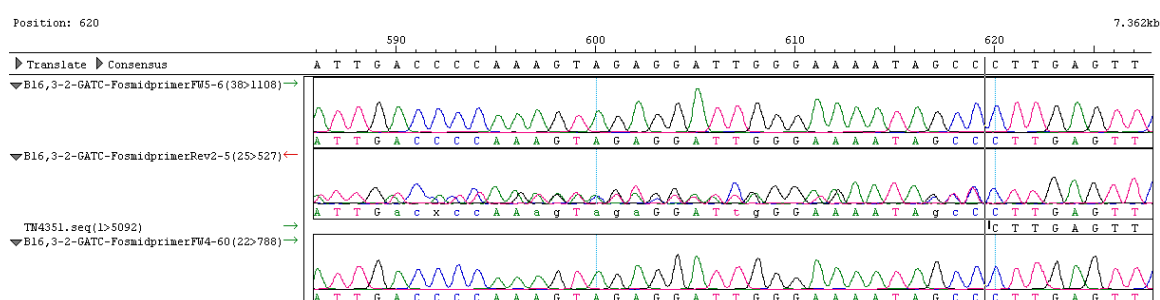 Position: 620
7.362kb
590 600 610 620
Translate Consensus A T T G A C C C C A A A G T A G A G G A T T G G G A A A A T A G C C C T T G A G T T
B16,3-2-GATC-FosmidprimerFW5-6(38>1108)
A T T G A C C C C A A A G T A G A G G A T T G G G A A A A T A G C C C T T G A G T T
B16,3-2-GATC-FosmidprimerRev2-5(25>527)
A T T G a c x c c A A a g T a g a G G A T t g G G A A A A T A g c C C T T G A G T T
TN4351.seq(1>5092) C T T G A G T T
B16,3-2-GATC-FosmidprimerFW4-60(22>788)
A T T G A C C C C A A A G T A G A G G A T T G G G A A A A T A G C C C T T G A G T T